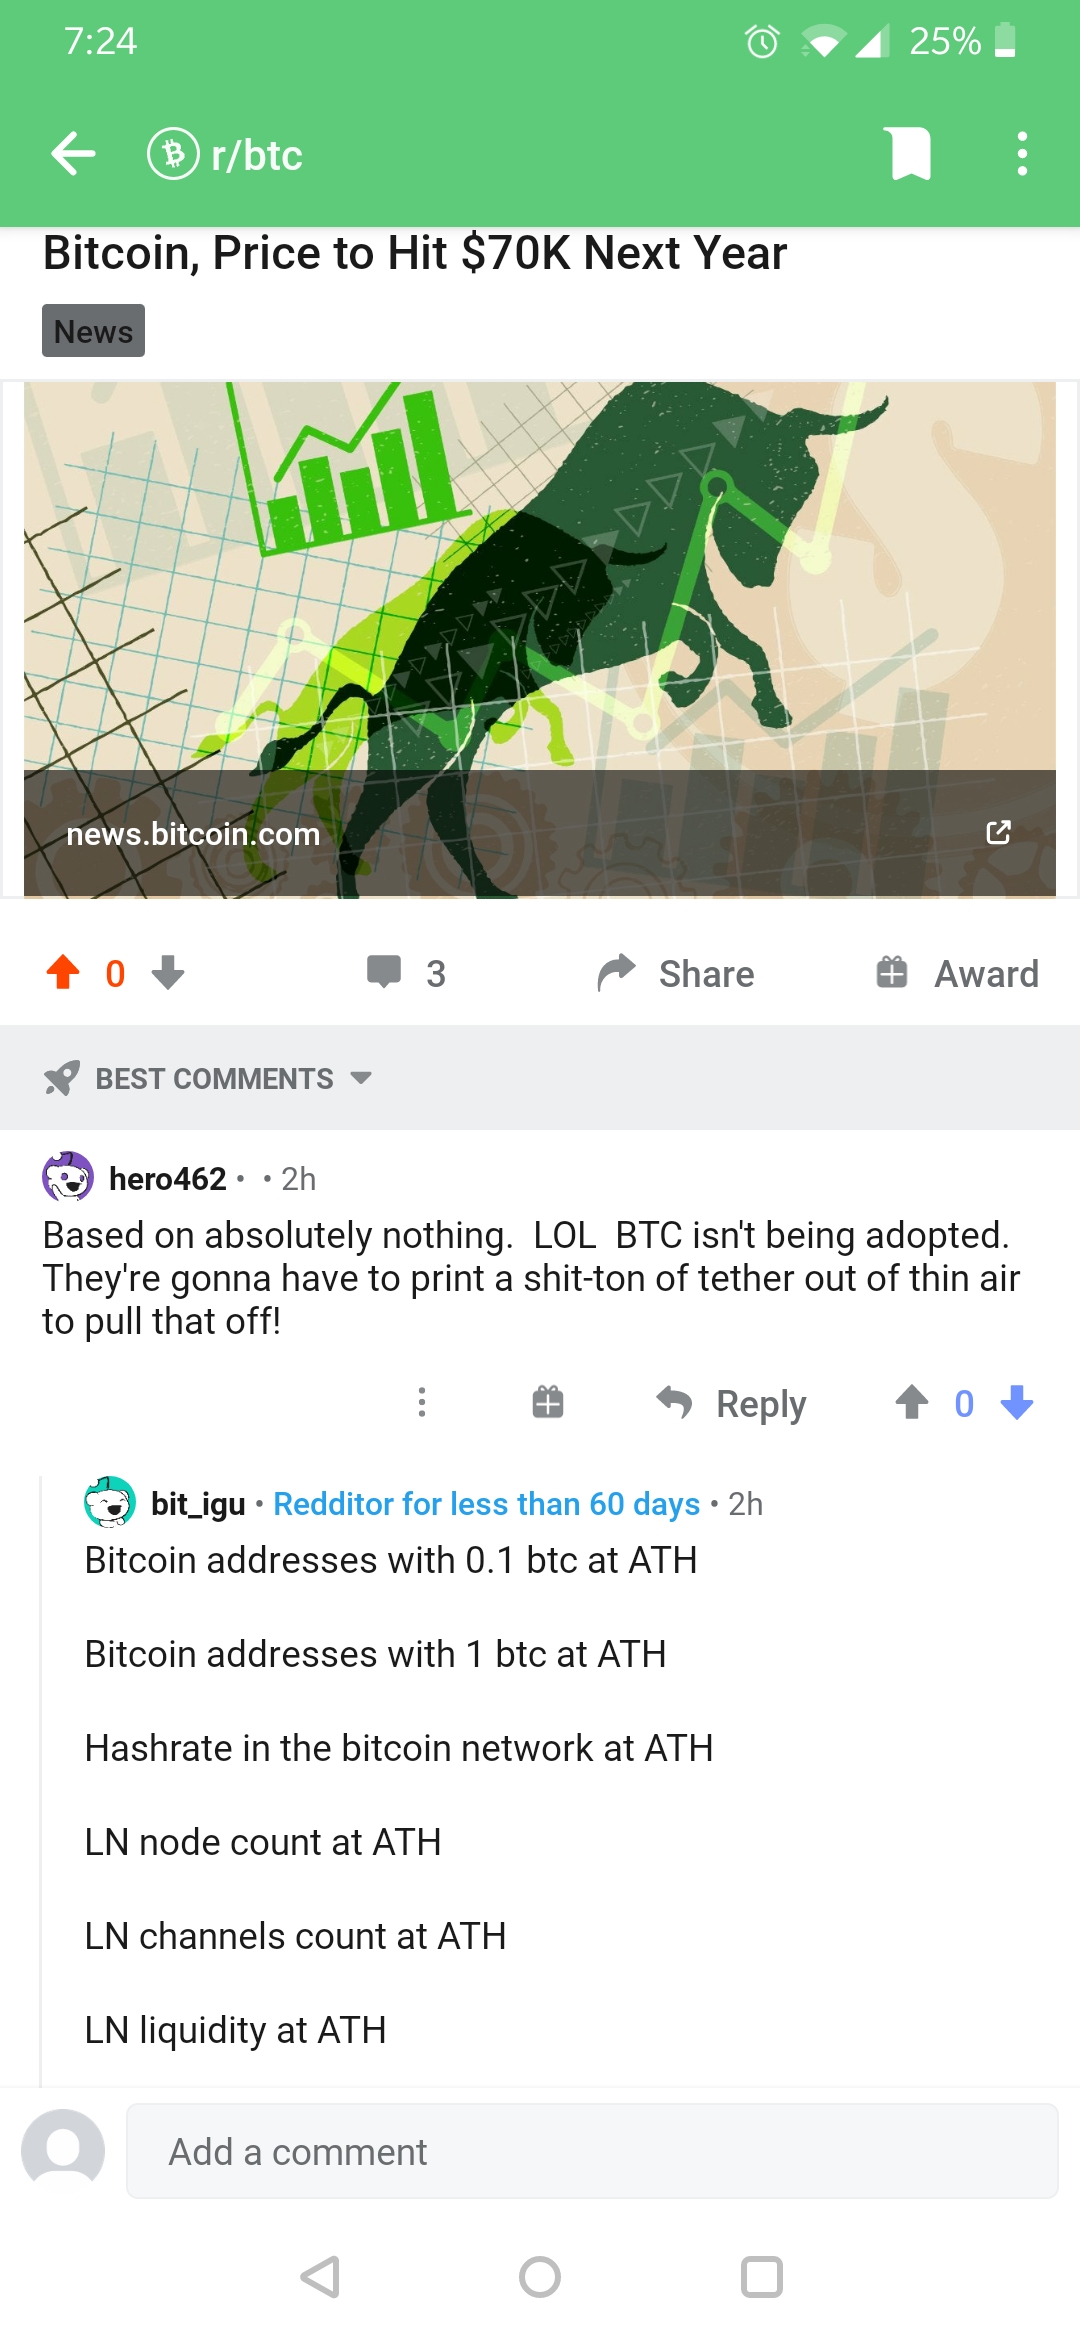 7:24
25%
r/btc
Bitcoin, Price to Hit $70K Next Year
News
news.bitcoin.com
0
3
Share
Award
BEST COMMENTS
hero462 • • 2h
Based on absolutely nothing.  LOL  BTC isn't being adopted.
They're gonna have to print a shit-ton of tether out of thin air
to pull that off!
Reply
0
bit_igu • Redditor for less than 60 days • 2h
Bitcoin addresses with 0.1 btc at ATH
Bitcoin addresses with 1 btc at ATH
Hashrate in the bitcoin network at ATH
LN node count at ATH
LN channels count at ATH
LN liquidity at ATH
Add a comment